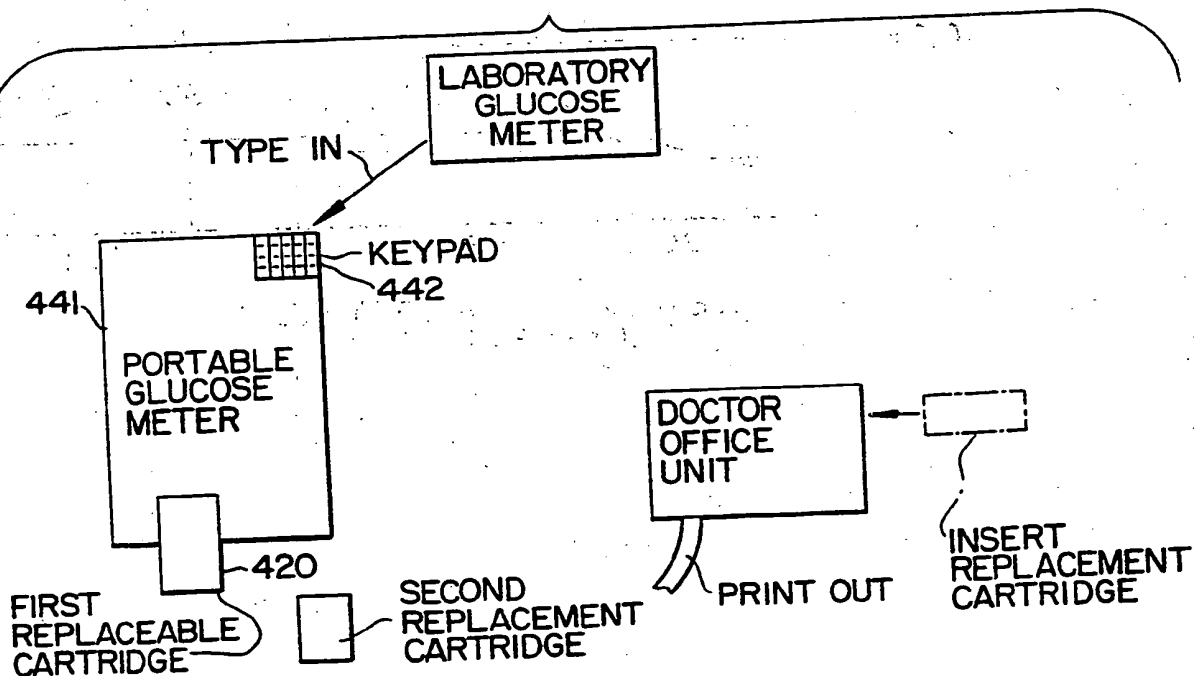 LABORATORY
GLUCOSE
METER
TYPE IN
KEYPAD
442
441
PORTABLE
GLUCOSE
METER
DOCTOR
OFFICE
UNIT
420
FIRST
REPLACEABLE
CARTRIDGE
SECOND
REPLACEMENT
CARTRIDGE
PRINT OUT
INSERT
REPLACEMENT
CARTRIDGE